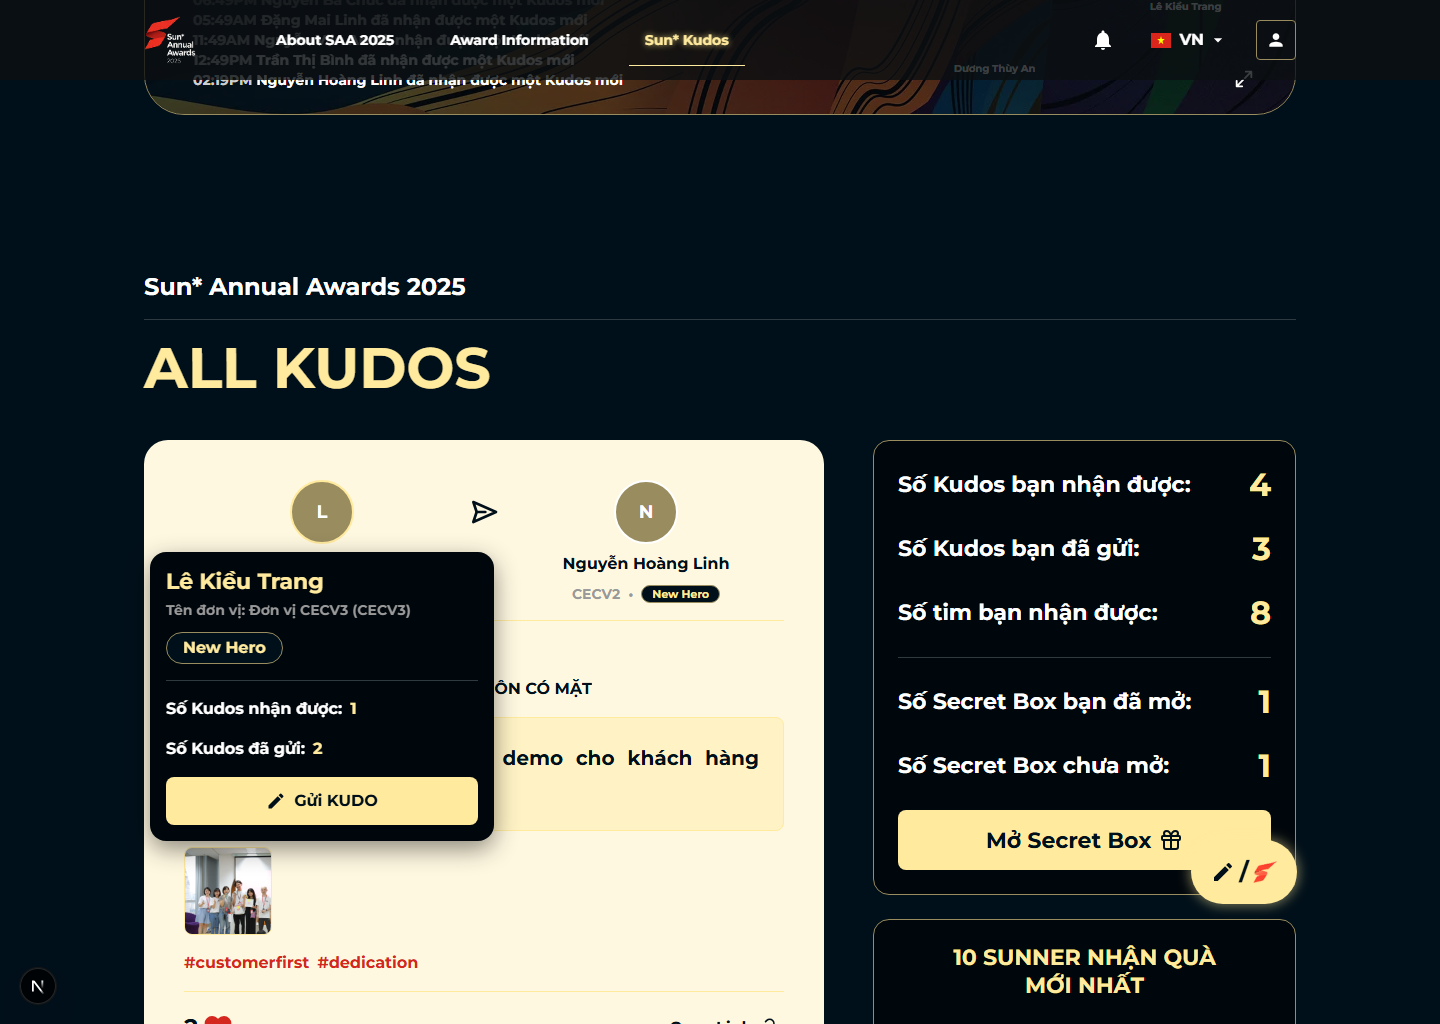 05:49AM Đặng Mai Linh đã nhận được một Kudos mới
12:49PM Trần Thị Bình đã nhận được một Kudos mới
02:19PM Nguyễn Hoàng Linh đã nhận được một Kudos mới
Lê Kiều Trang
Dương Thùy An
Sun*
Annual
Awards
2025
About SAA 2025
Award Information
Sun* Kudos
VN
Sun* Annual Awards 2025
ALL KUDOS
L
N
Nguyễn Hoàng Linh
CECV2 • New Hero
Lê Kiều Trang
Tên đơn vị: Đơn vị CECV3 (CECV3)
New Hero
Số Kudos nhận được: 1
Số Kudos đã gửi: 2
Gửi KUDO
CÓ MẶT
demo cho khách hàng
#customerfirst #dedication
Số Kudos bạn nhận được: 4
Số Kudos bạn đã gửi: 3
Số tim bạn nhận được: 8
Số Secret Box bạn đã mở: 1
Số Secret Box chưa mở: 1
Mở Secret Box
/
10 SUNNER NHẬN QUÀ
MỚI NHẤT
N